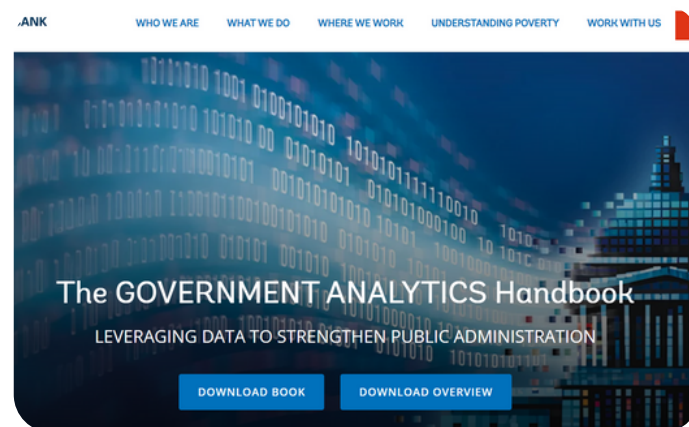 ANK
WHO WE ARE
WHAT WE DO
WHERE WE WORK
UNDERSTANDING POVERTY
WORK WITH US
The GOVERNMENT ANALYTICS Handbook
LEVERAGING DATA TO STRENGTHEN PUBLIC ADMINISTRATION
DOWNLOAD BOOK
DOWNLOAD OVERVIEW